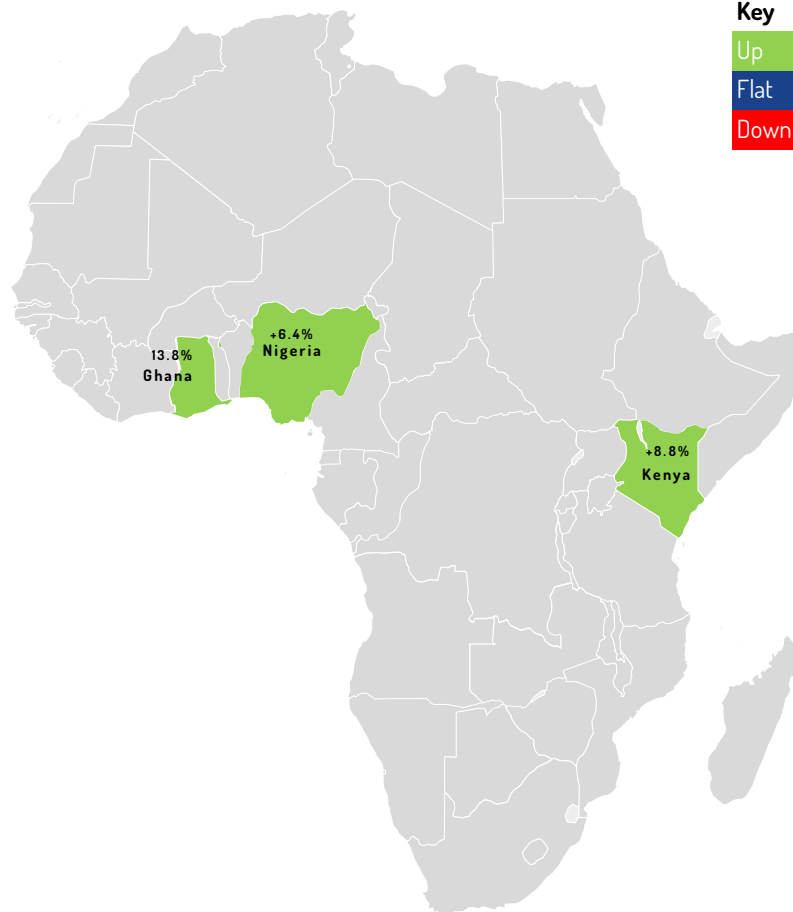 Key
Up
Flat
Down
+6.4%
Nigeria
13.8%
Ghana
+8.8%
Kenya